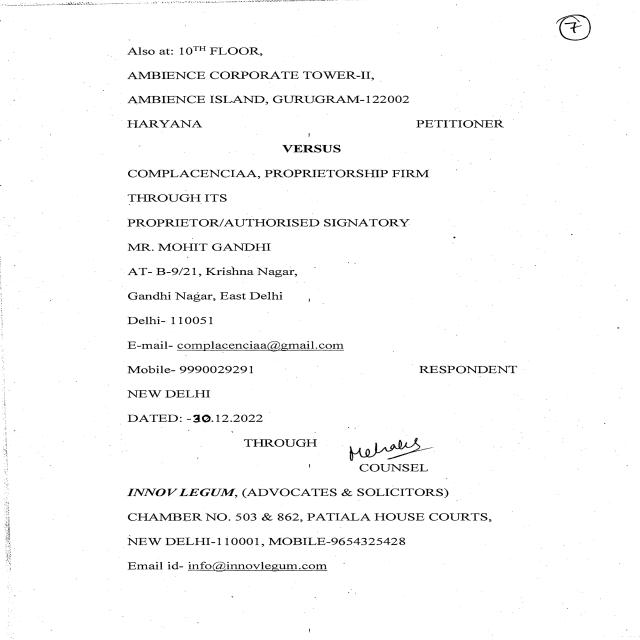 7
Also at: 10TH FLOOR,
AMBIENCE CORPORATE TOWER-II,
AMBIENCE ISLAND, GURUGRAM-122002
HARYANA PETITIONER
VERSUS
COMPLACENCIAA, PROPRIETORSHIP FIRM
THROUGH ITS
PROPRIETOR/AUTHORISED SIGNATORY
MR. MOHIT GANDHI
AT- B-9/21, Krishna Nagar,
Gandhi Nagar, East Delhi
Delhi- 110051
E-mail- complacenciaa@gmail.com
Mobile- 9990029291 RESPONDENT
NEW DELHI
DATED: -30.12.2022
THROUGH
COUNSEL
INNOV LEGUM, (ADVOCATES & SOLICITORS)
CHAMBER NO. 503 & 862, PATIALA HOUSE COURTS,
NEW DELHI-110001, MOBILE-9654325428
Email id- info@innovlegum.com